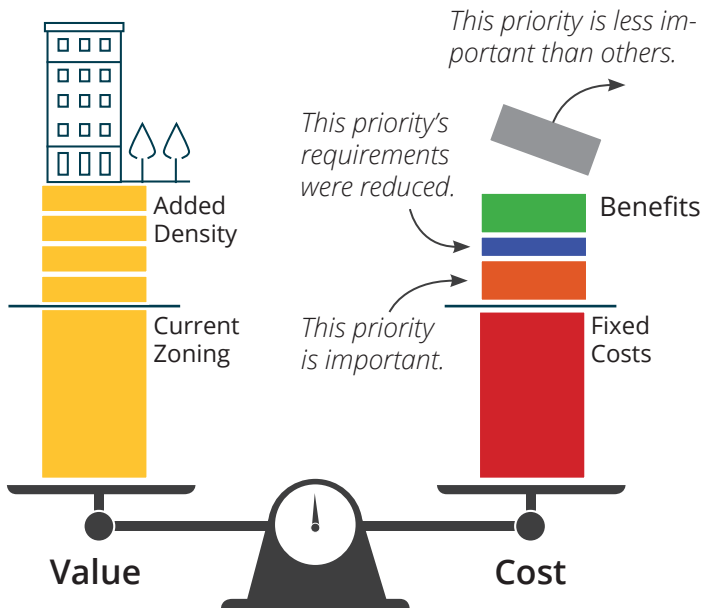 This priority is less im-
portant than others.
This priority's
requirements
were reduced.
Added
Density
Benefits
Current
Zoning
This priority
is important.
Fixed
Costs
Value
Cost